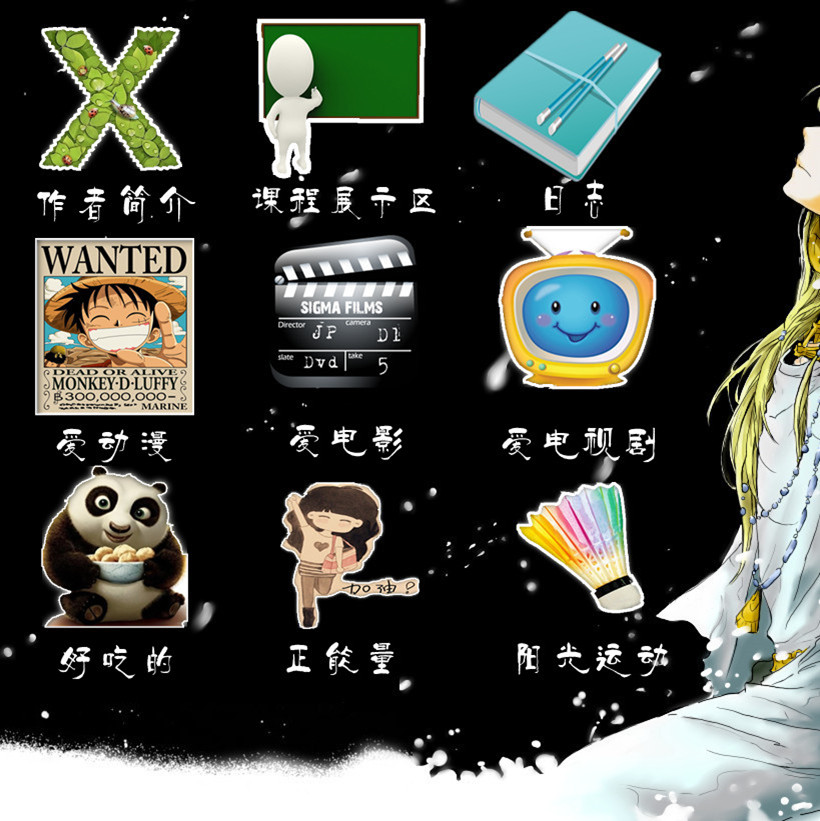 作者简介
课程展示区
日志
WANTED
DEAD OR ALIVE
MONKEY·D·LUFFY
฿300,000,000-
MARINE
SIGMA FILMS
Director JP camera D1
slate Dvd take 5
爱动漫
爱电影
爱电视剧
加油?
好吃的
正能量
阳光运动